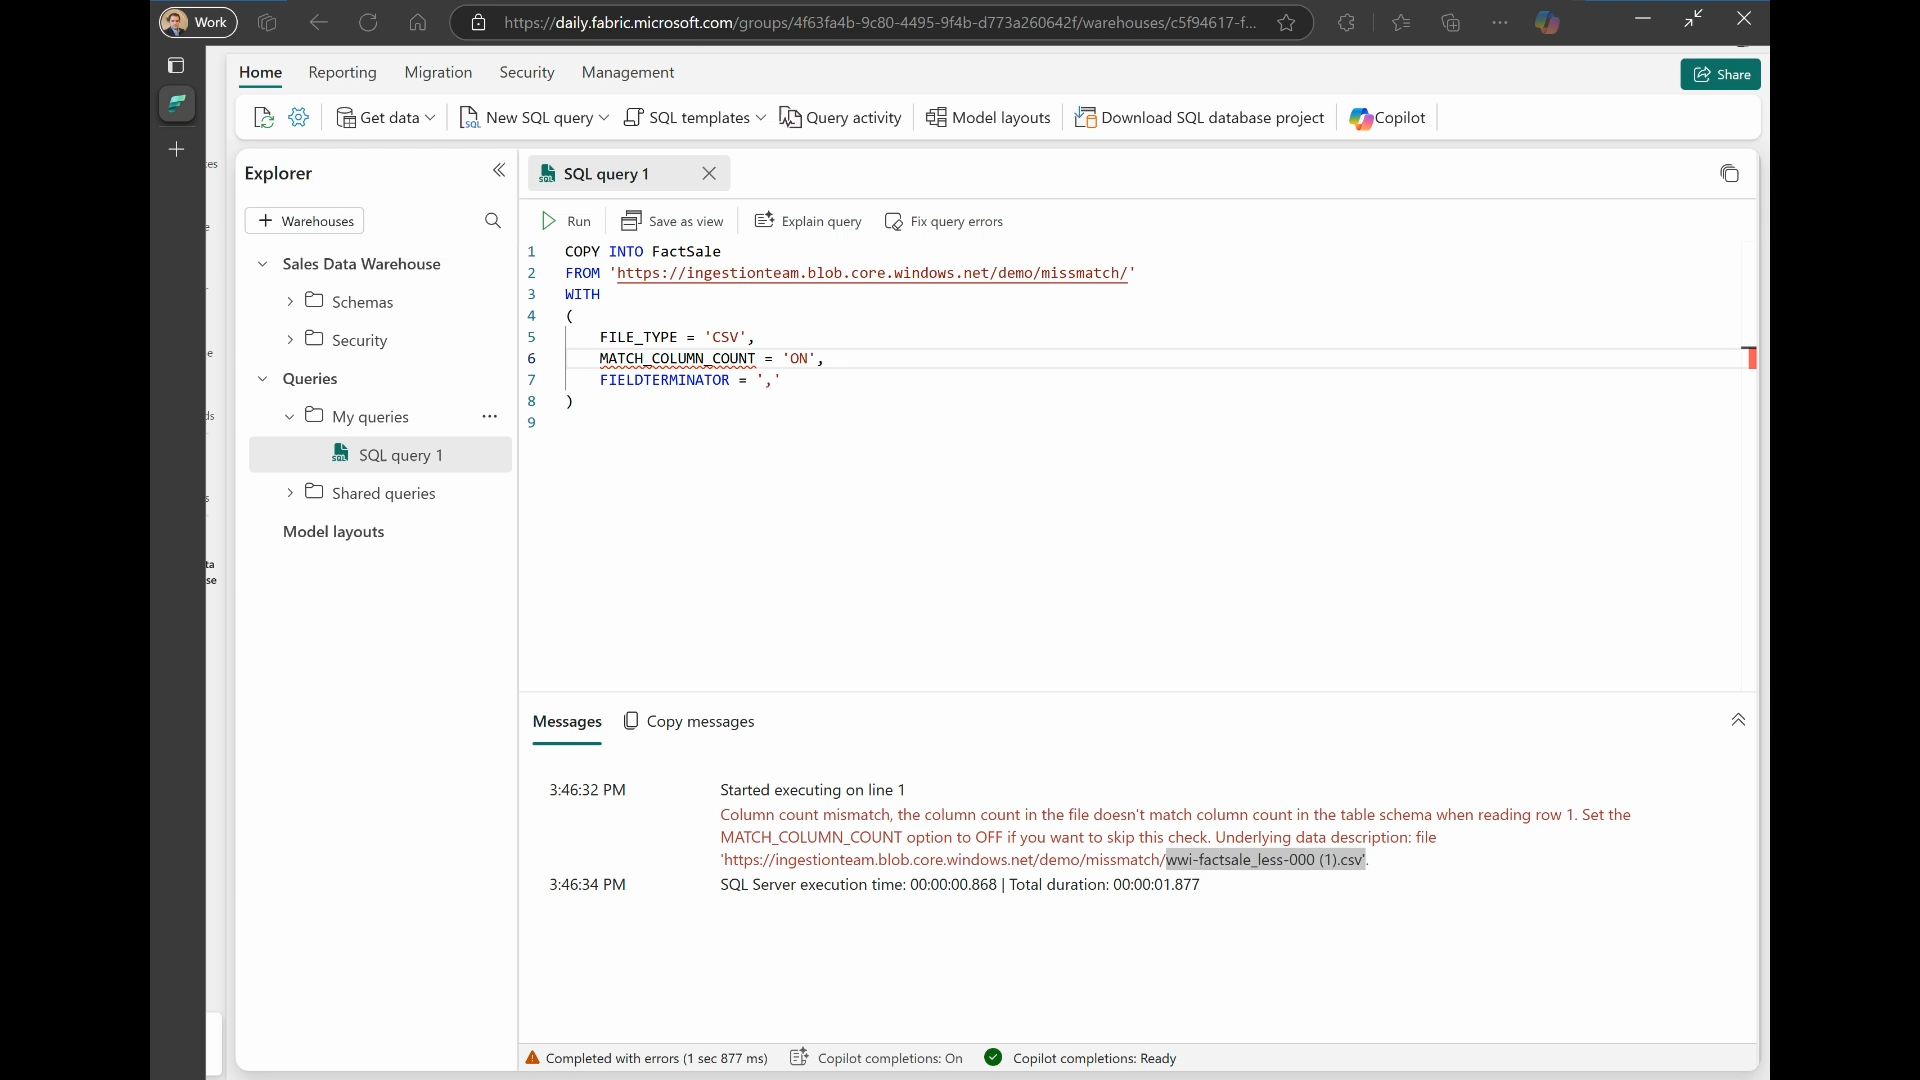 Work
https://daily.fabric.microsoft.com/groups/4f63fa4b-9c80-4495-9f4b-d773a260642f/warehouses/c5f94617-f...
Home Reporting Migration Security Management
Share
Get data New SQL query SQL templates Query activity Model layouts Download SQL database project Copilot
Explorer
SQL query 1
+ Warehouses
Run Save as view Explain query Fix query errors
Sales Data Warehouse
Schemas
Security
Queries
My queries
SQL query 1
Shared queries
Model layouts
1 COPY INTO FactSale
2 FROM 'https://ingestionteam.blob.core.windows.net/demo/missmatch/'
3 WITH
4 (
5 FILE_TYPE = 'CSV',
6 MATCH_COLUMN_COUNT = 'ON',
7 FIELDTERMINATOR = ','
8 )
9
Messages Copy messages
3:46:32 PM Started executing on line 1
Column count mismatch, the column count in the file doesn't match column count in the table schema when reading row 1. Set the
MATCH_COLUMN_COUNT option to OFF if you want to skip this check. Underlying data description: file
'https://ingestionteam.blob.core.windows.net/demo/missmatch/wwi-factsale_less-000 (1).csv'.
3:46:34 PM SQL Server execution time: 00:00:00.868 | Total duration: 00:00:01.877
Completed with errors (1 sec 877 ms) Copilot completions: On Copilot completions: Ready